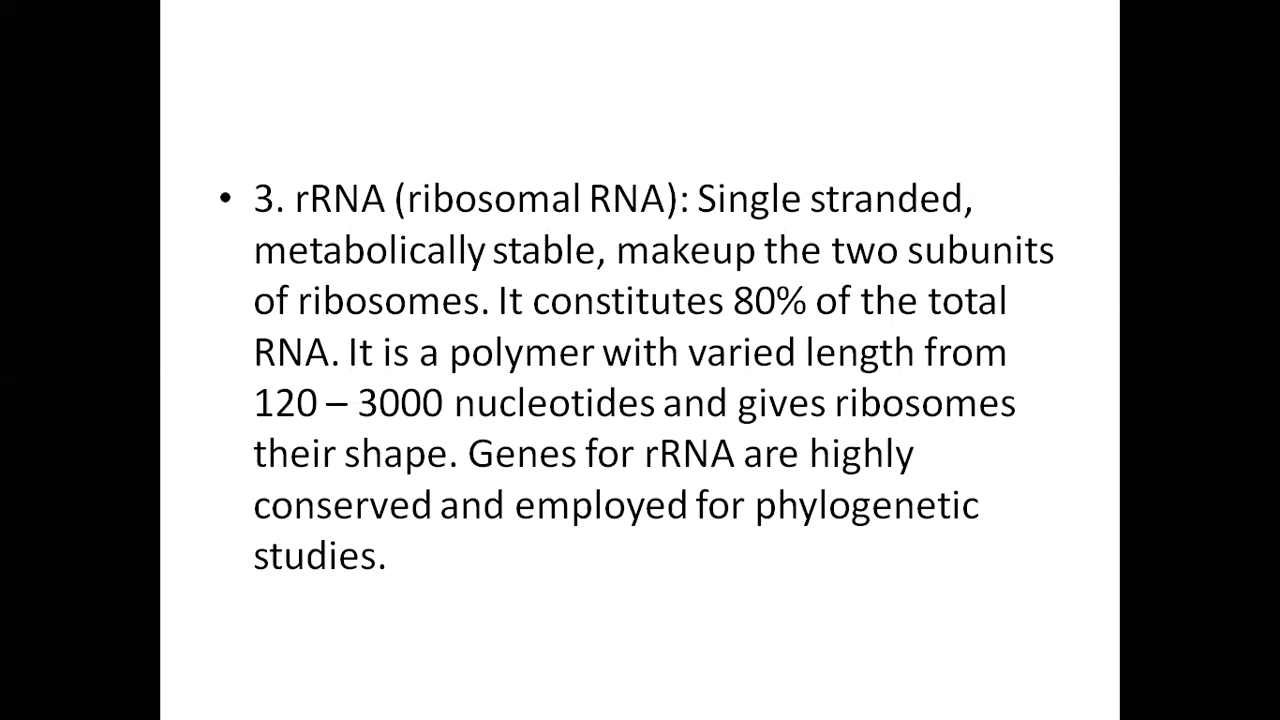 • 3. rRNA (ribosomal RNA): Single stranded,
metabolically stable, makeup the two subunits
of ribosomes. It constitutes 80% of the total
RNA. It is a polymer with varied length from
120 – 3000 nucleotides and gives ribosomes
their shape. Genes for rRNA are highly
conserved and employed for phylogenetic
studies.